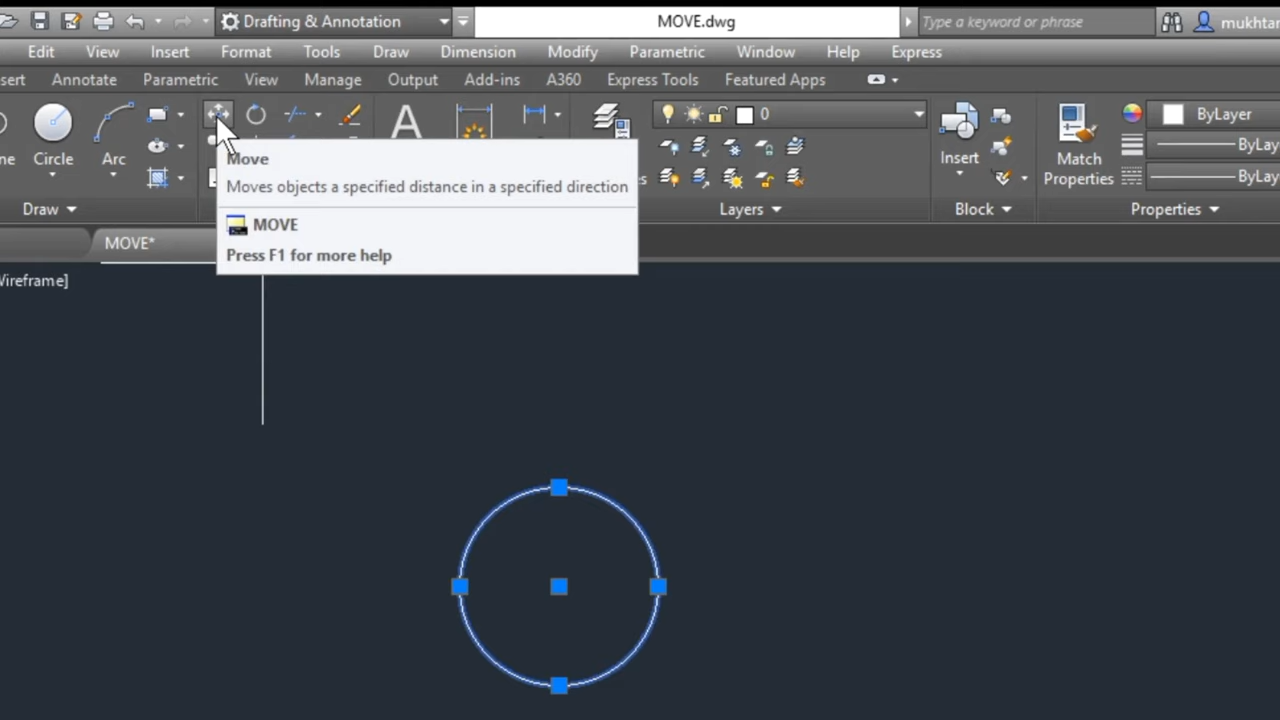 Drafting & Annotation
MOVE.dwg
Type a keyword or phrase
mukhtar
Edit View Insert Format Tools Draw Dimension Modify Parametric Window Help Express
sert Annotate Parametric View Manage Output Add-ins A360 Express Tools Featured Apps
A 0 ByLayer
ne Circle Arc Insert Match Properties ByLay
ByLay
Draw Layers Block Properties
Move
Moves objects a specified distance in a specified direction
MOVE
Press F1 for more help
MOVE*
Wireframe]